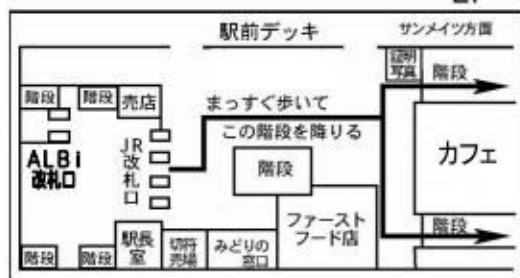 駅前デッキ
サンメイツ方面
証明
写真
階段
階段
階段
売店
まっすぐ歩いて
この階段を降りる
ALBi
改札口
JR
改札口
階段
カフェ
ファースト
フード店
階段
階段
階段
駅長
室
切符
売場
みどりの
窓口